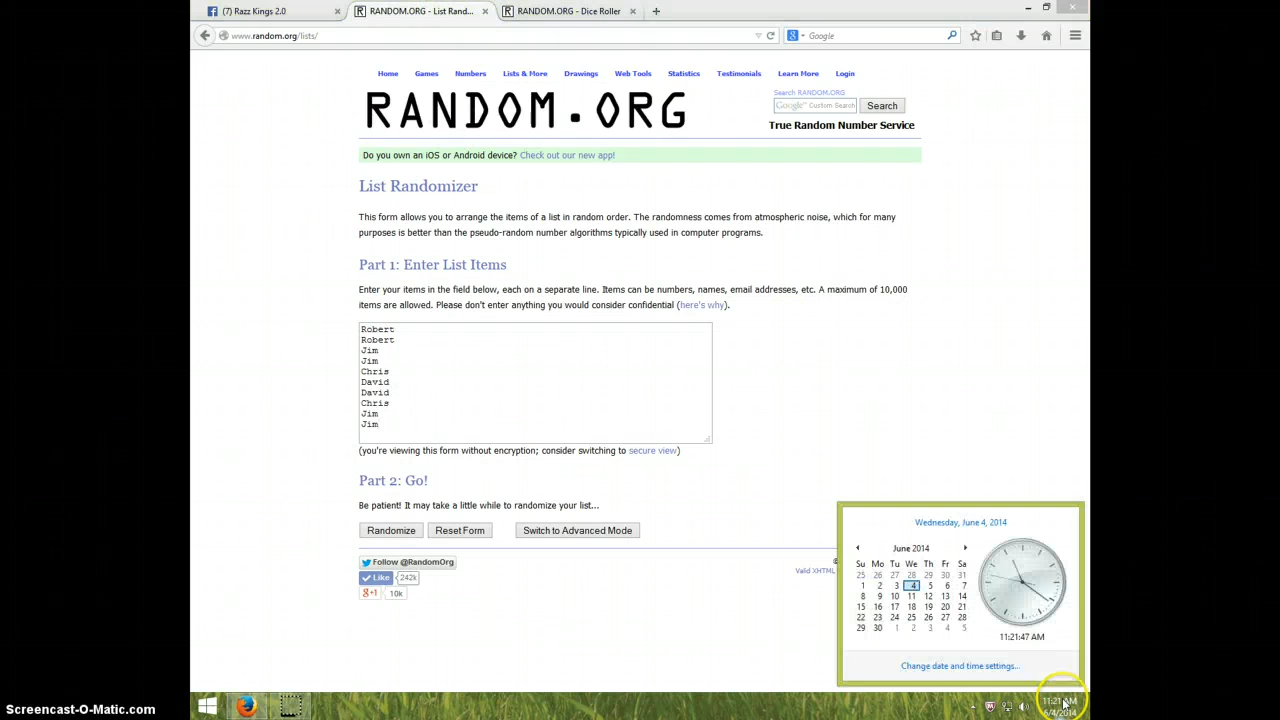 (7) Razz Kings 2.0
RANDOM.ORG - List Rand...
RANDOM.ORG - Dice Roller
www.random.org/lists/
Google
Home Games Numbers Lists & More Drawings Web Tools Statistics Testimonials Learn More Login
RANDOM.ORG
Search RANDOM.ORG
Google™ Custom Search
Search
True Random Number Service
Do you own an iOS or Android device? Check out our new app!
List Randomizer
This form allows you to arrange the items of a list in random order. The randomness comes from atmospheric noise, which for many
purposes is better than the pseudo-random number algorithms typically used in computer programs.
Part 1: Enter List Items
Enter your items in the field below, each on a separate line. Items can be numbers, names, email addresses, etc. A maximum of 10,000
items are allowed. Please don't enter anything you would consider confidential (here's why).
Robert
Robert
Jim
Jim
Chris
David
David
Chris
Jim
Jim
(you're viewing this form without encryption; consider switching to secure view)
Part 2: Go!
Be patient! It may take a little while to randomize your list...
Randomize Reset Form Switch to Advanced Mode
Follow @RandomOrg
Like 242k
g+1 10k
Valid XHTML
Wednesday, June 4, 2014
June 2014
Su Mo Tu We Th Fr Sa
25 26 27 28 29 30 31
1 2 3 4 5 6 7
8 9 10 11 12 13 14
15 16 17 18 19 20 21
22 23 24 25 26 27 28
29 30 1 2 3 4 5
11:21:47 AM
Change date and time settings...
11:21 AM
6/4/2014
Screencast-O-Matic.com